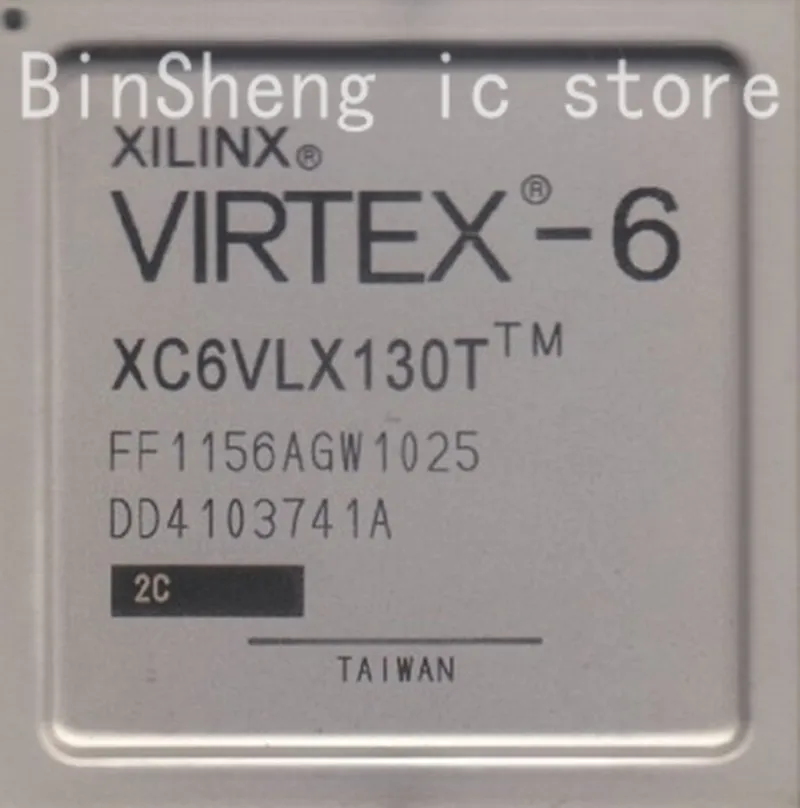 BinSheng ic store
XILINX®
VIRTEX®-6
XC6VLX130T™
FF1156AGW1025
DD4103741A
2C
TAIWAN